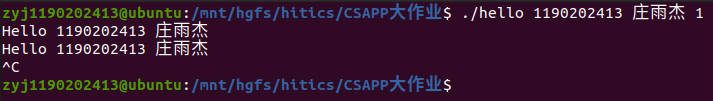 zyj1190202413@ubuntu:/mnt/hgfs/hitics/CSAPP大作业$ ./hello 1190202413 庄雨杰 1
Hello 1190202413 庄雨杰
Hello 1190202413 庄雨杰
^C
zyj1190202413@ubuntu:/mnt/hgfs/hitics/CSAPP大作业$